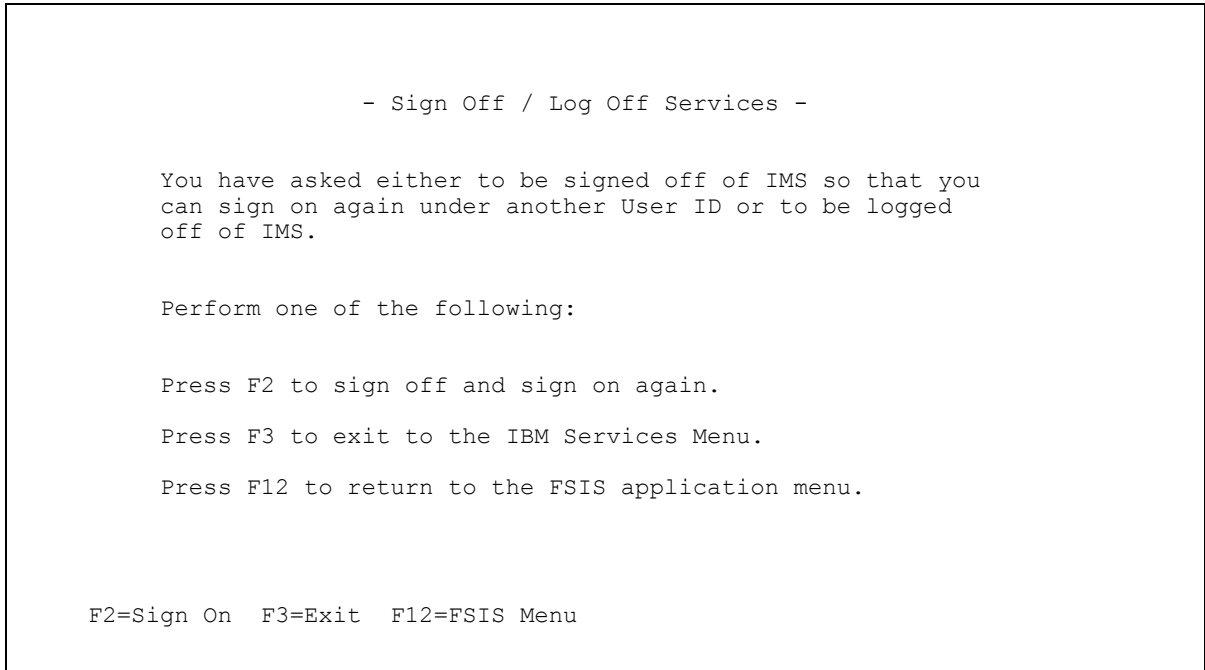 - Sign Off / Log Off Services -
You have asked either to be signed off of IMS so that you
can sign on again under another User ID or to be logged
off of IMS.
Perform one of the following:
Press F2 to sign off and sign on again.
Press F3 to exit to the IBM Services Menu.
Press F12 to return to the FSIS application menu.
F2=Sign On  F3=Exit  F12=FSIS Menu